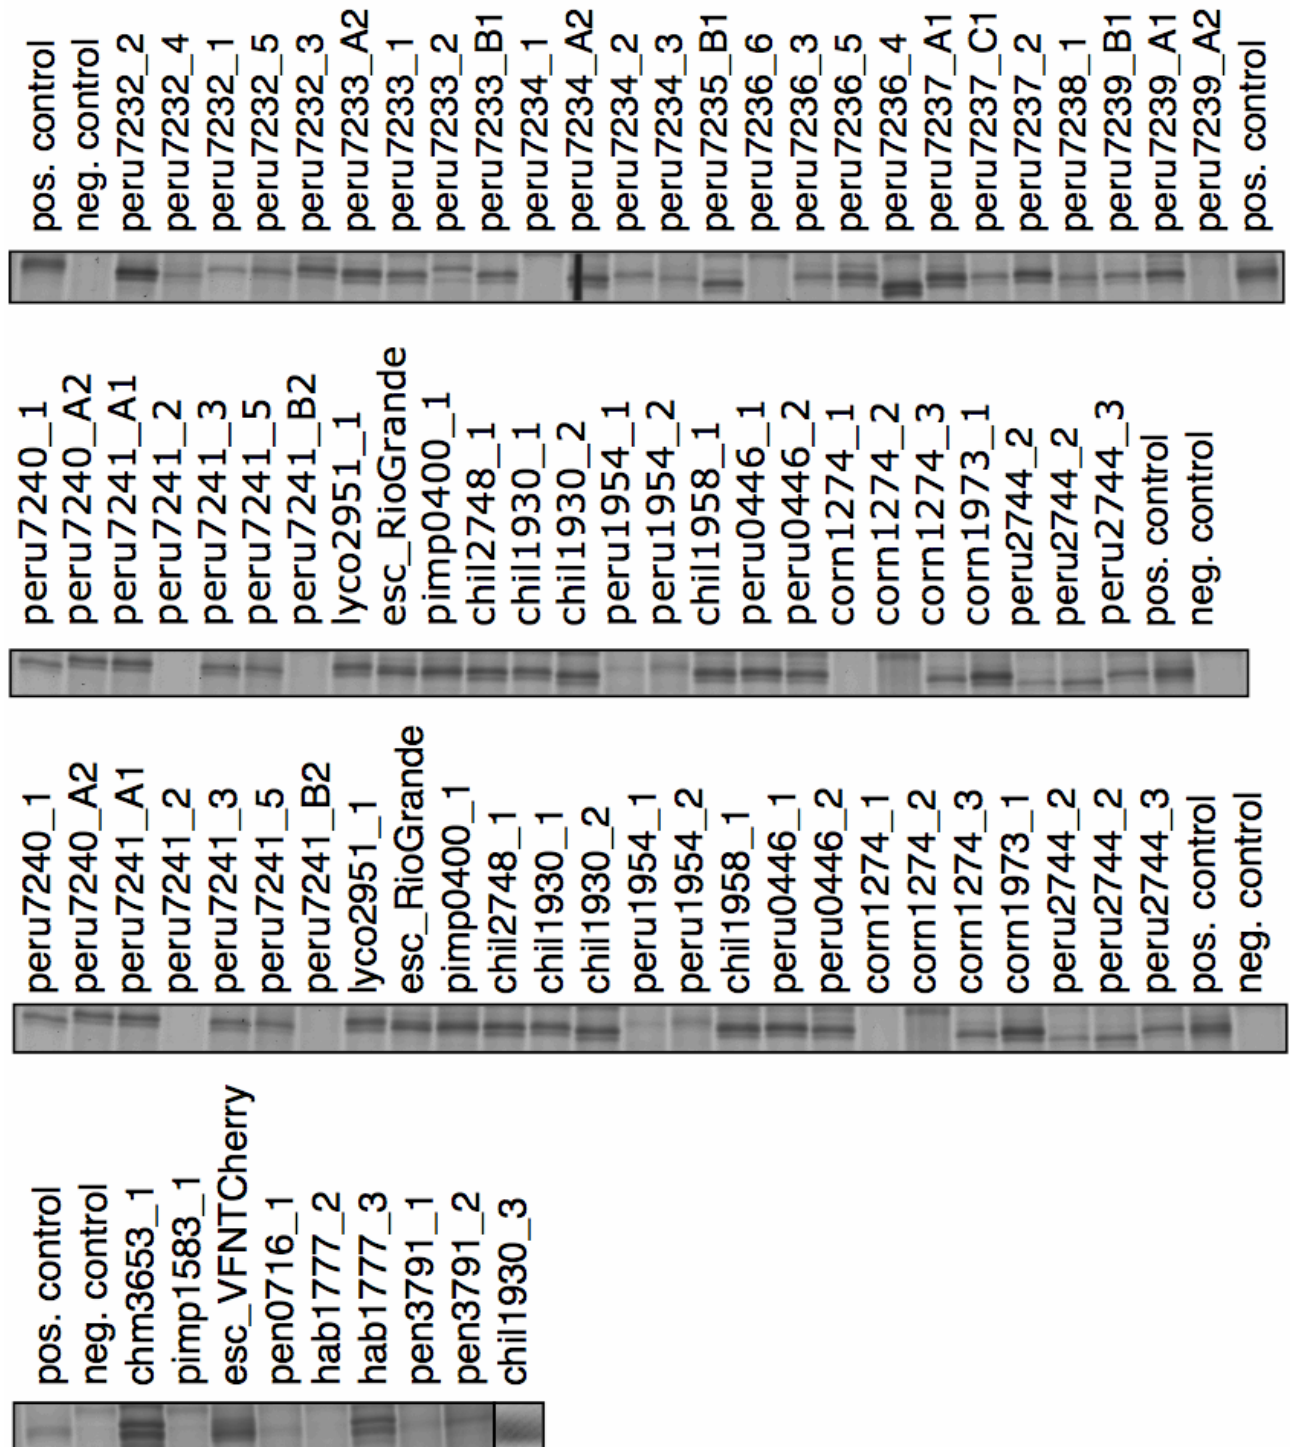 pos. control
neg. control
peru7232_2
peru7232_4
peru7232_1
peru7232_5
peru7232_3
peru7233_A2
peru7233_1
peru7233_2
peru7233_B1
peru7234_1
peru7234_A2
peru7234_2
peru7234_3
peru7235_B1
peru7236_6
peru7236_3
peru7236_5
peru7236_4
peru7237_A1
peru7237_C1
peru7237_2
peru7238_1
peru7239_B1
peru7239_A1
peru7239_A2
pos. control
peru7240_1
peru7240_A2
peru7241_A1
peru7241_2
peru7241_3
peru7241_5
peru7241_B2
lyco2951_1
esc_RioGrande
pimp0400_1
chil2748_1
chil1930_1
chil1930_2
peru1954_1
peru1954_2
chil1958_1
peru0446_1
peru0446_2
corn1274_1
corn1274_2
corn1274_3
corn1973_1
peru2744_2
peru2744_2
peru2744_3
pos. control
neg. control
peru7240_1
peru7240_A2
peru7241_A1
peru7241_2
peru7241_3
peru7241_5
peru7241_B2
lyco2951_1
esc_RioGrande
pimp0400_1
chil2748_1
chil1930_1
chil1930_2
peru1954_1
peru1954_2
chil1958_1
peru0446_1
peru0446_2
corn1274_1
corn1274_2
corn1274_3
corn1973_1
peru2744_2
peru2744_2
peru2744_3
pos. control
neg. control
pos. control
neg. control
chm3653_1
pimp1583_1
esc_VFNTCherry
pen0716_1
hab1777_2
hab1777_3
pen3791_1
pen3791_2
chil1930_3